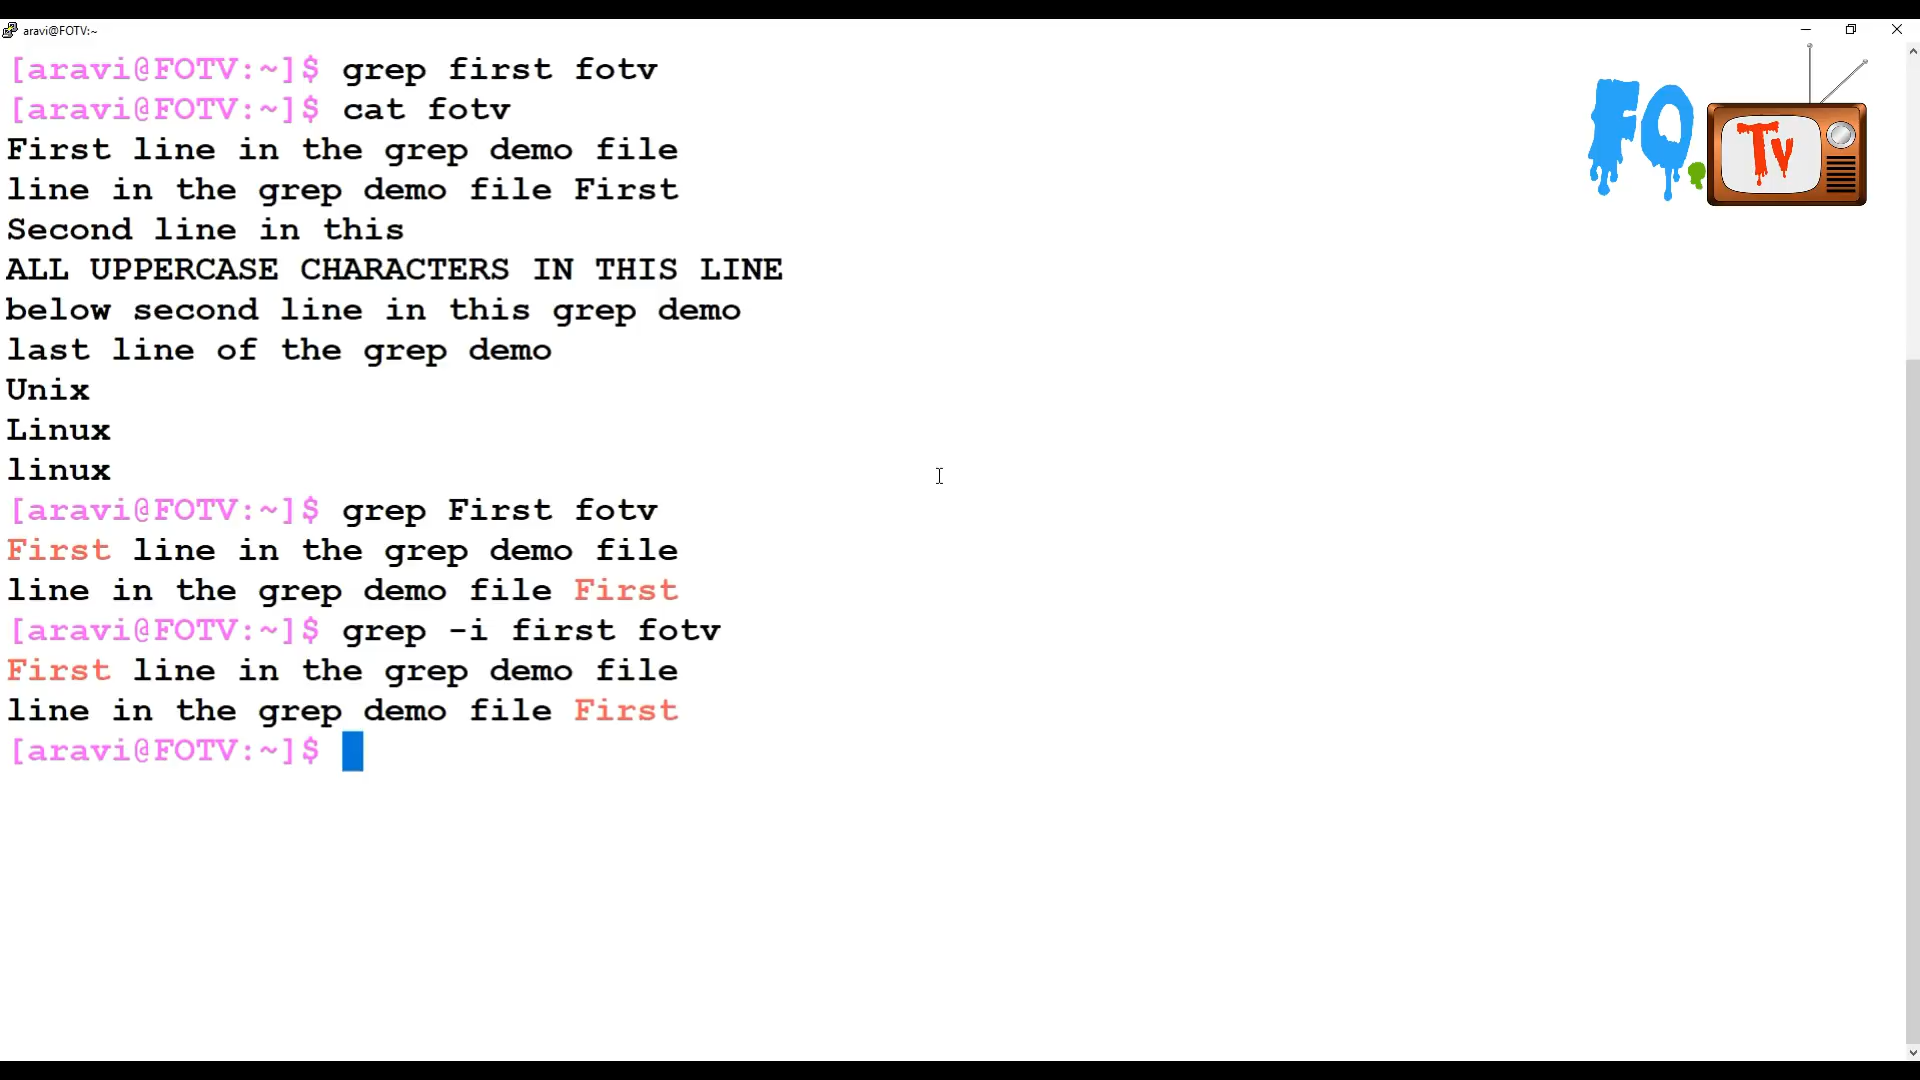 aravi@FOTV:~
[aravi@FOTV:~]$ grep first fotv
[aravi@FOTV:~]$ cat fotv
First line in the grep demo file
line in the grep demo file First
Second line in this
ALL UPPERCASE CHARACTERS IN THIS LINE
below second line in this grep demo
last line of the grep demo
Unix
Linux
linux
[aravi@FOTV:~]$ grep First fotv
First line in the grep demo file
line in the grep demo file First
[aravi@FOTV:~]$ grep -i first fotv
First line in the grep demo file
line in the grep demo file First
[aravi@FOTV:~]$
FO.
Tv